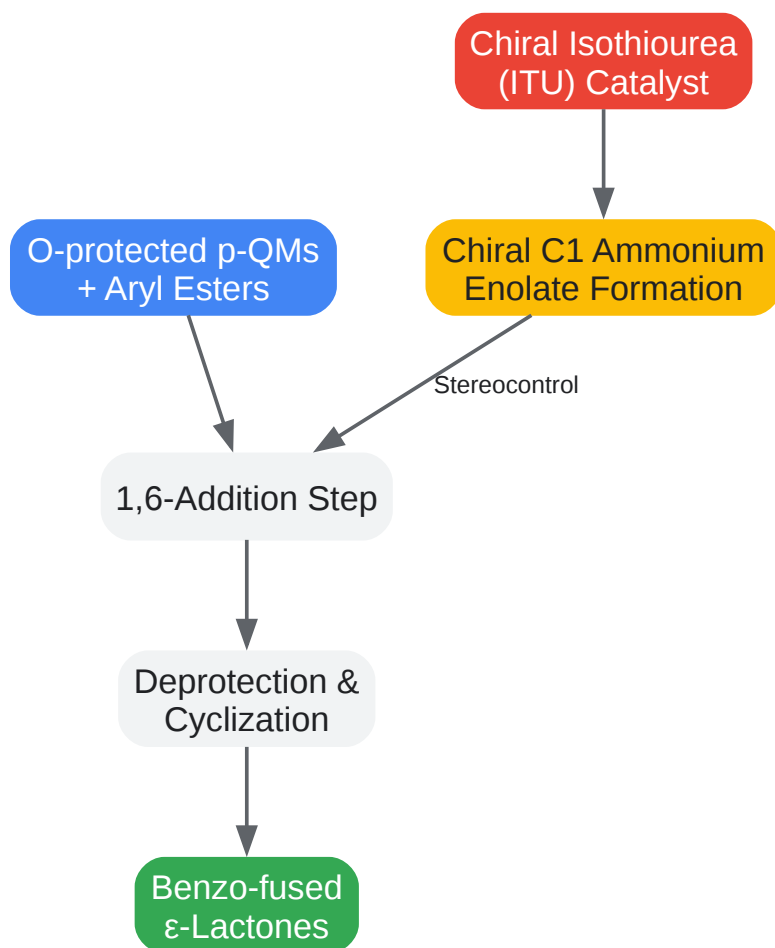 Chiral Isothiourea
(ITU) Catalyst
O-protected p-QMs
+ Aryl Esters
Chiral C1 Ammonium
Enolate Formation
Stereocontrol
1,6-Addition Step
Deprotection &
Cyclization
Benzo-fused
ε-Lactones